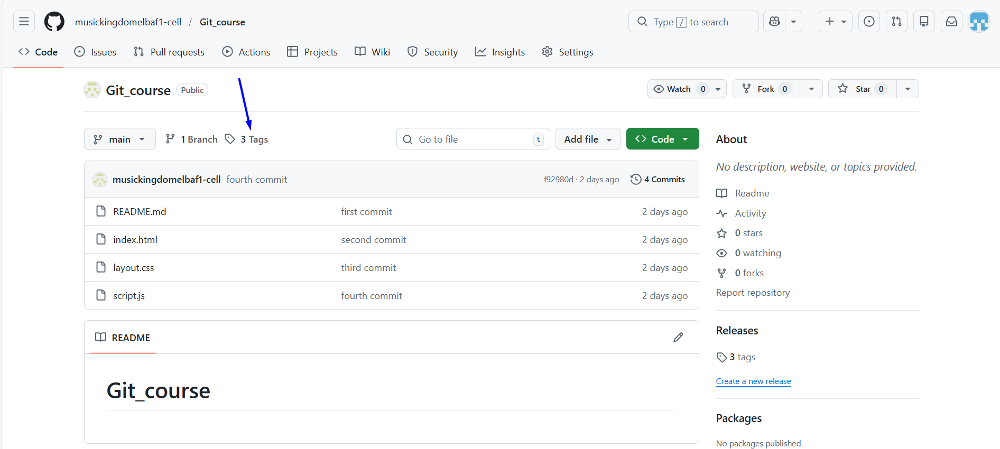 musickingdomelbaf1-cell / Git_course
Type / to search
Code Issues Pull requests Actions Projects Wiki Security Insights Settings
Git_course Public
Watch 0 Fork 0 Star 0
main 1 Branch 3 Tags Go to file t Add file Code
musickingdomelbaf1-cell fourth commit f92980d · 2 days ago 4 Commits
README.md first commit 2 days ago
index.html second commit 2 days ago
layout.css third commit 2 days ago
script.js fourth commit 2 days ago
README
Git_course
About
No description, website, or topics provided.
Readme
Activity
0 stars
0 watching
0 forks
Report repository
Releases
3 tags
Create a new release
Packages
No packages published